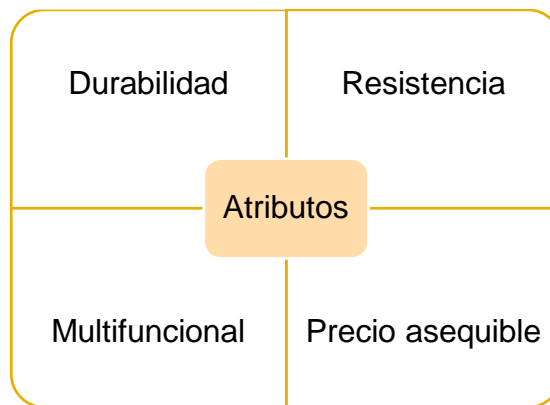 Durabilidad
Resistencia
Atributos
Multifuncional
Precio asequible